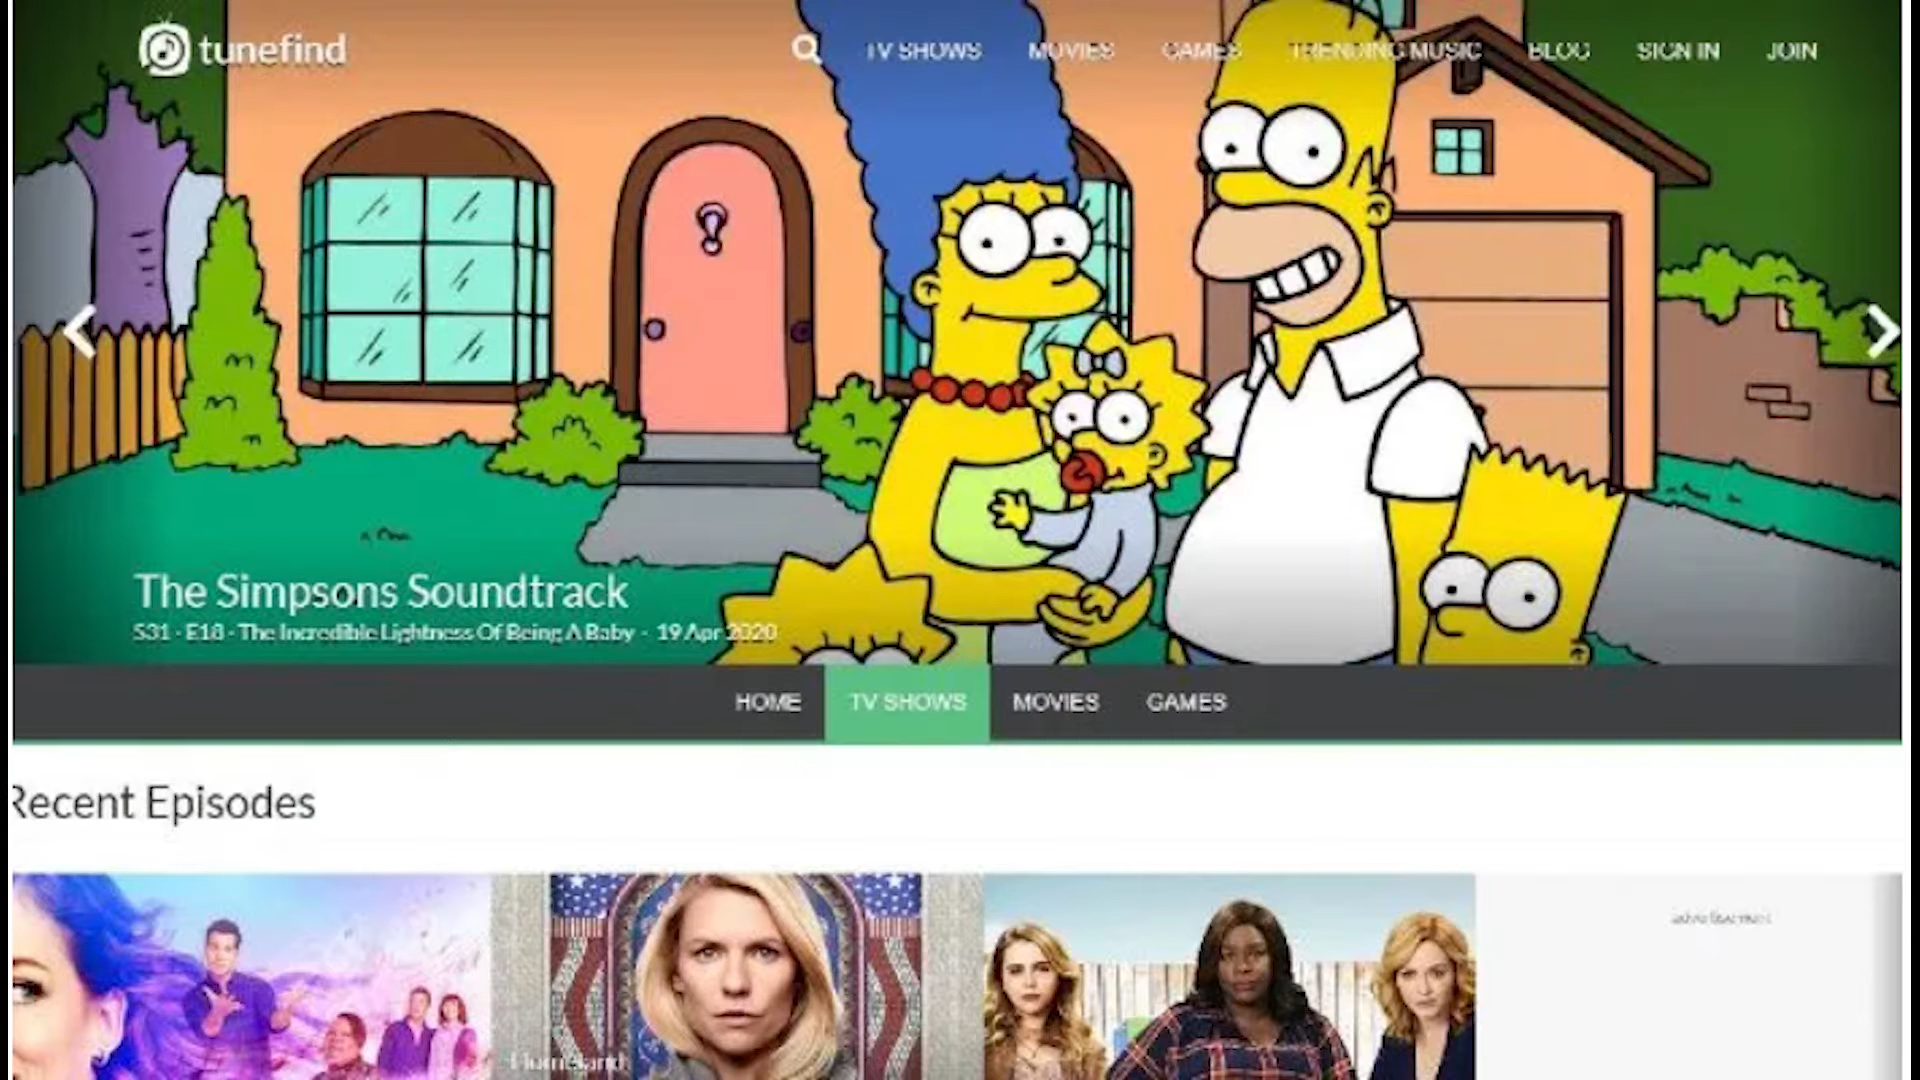 tunefind
TV SHOWS MOVIES GAMES TRENDING MUSIC BLOG SIGN IN JOIN
The Simpsons Soundtrack
S31 - E18 - The Incredible Lightness Of Being A Baby - 19 Apr 2020
HOME TV SHOWS MOVIES GAMES
Recent Episodes
advertisement
Homeland